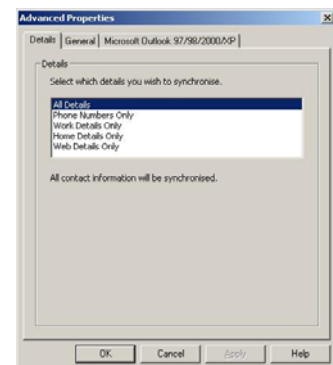 Advanced Properties
Details General Microsoft Outlook 97/98/2000/XP
Details
Select which details you wish to synchronise.
All Details
Phone Numbers Only
Work Details Only
Home Details Only
Web Details Only
All contact information will be synchronised.
OK Cancel Apply Help